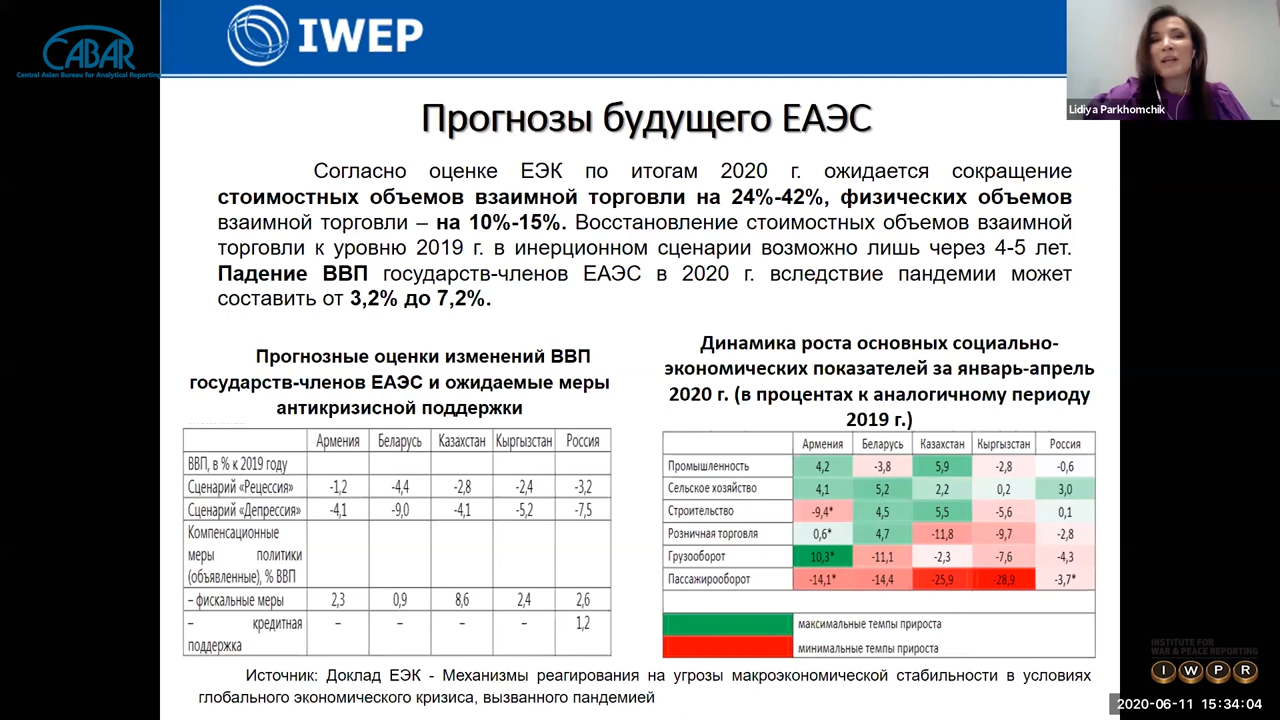 CABAR
Central Asian Bureau for Analytical Reporting
IWEP
Lidiya Parkhomchik
Прогнозы будущего ЕАЭС
Согласно оценке ЕЭК по итогам 2020 г. ожидается сокращение
стоимостных объемов взаимной торговли на 24%-42%, физических объемов
взаимной торговли – на 10%-15%. Восстановление стоимостных объемов взаимной
торговли к уровню 2019 г. в инерционном сценарии возможно лишь через 4-5 лет.
Падение ВВП государств-членов ЕАЭС в 2020 г. вследствие пандемии может
составить от 3,2% до 7,2%.
Прогнозные оценки изменений ВВП
государств-членов ЕАЭС и ожидаемые меры
антикризисной поддержки
Армения Беларусь Казахстан Кыргызстан Россия
ВВП, в % к 2019 году
Сценарий «Рецессия» -1,2 -4,4 -2,8 -2,4 -3,2
Сценарий «Депрессия» -4,1 -9,0 -4,1 -5,2 -7,5
Компенсационные
меры политики
(объявленные), % ВВП
– фискальные меры 2,3 0,9 8,6 2,4 2,6
– кредитная – – – – 1,2
поддержка
Динамика роста основных социально-
экономических показателей за январь-апрель
2020 г. (в процентах к аналогичному периоду
2019 г.)
Армения Беларусь Казахстан Кыргызстан Россия
Промышленность 4,2 -3,8 5,9 -2,8 -0,6
Сельское хозяйство 4,1 5,2 2,2 0,2 3,0
Строительство -9,4* 4,5 5,5 -5,6 0,1
Розничная торговля 0,6* 4,7 -11,8 -9,7 -2,8
Грузооборот 10,3* -11,1 -2,3 -7,6 -4,3
Пассажирооборот -14,1* -14,4 -25,9 -28,9 -3,7*
максимальные темпы прироста
минимальные темпы прироста
Источник: Доклад ЕЭК - Механизмы реагирования на угрозы макроэкономической стабильности в условиях
глобального экономического кризиса, вызванного пандемией
INSTITUTE FOR
WAR & PEACE REPORTING
I W P R
2020-06-11 15:34:04